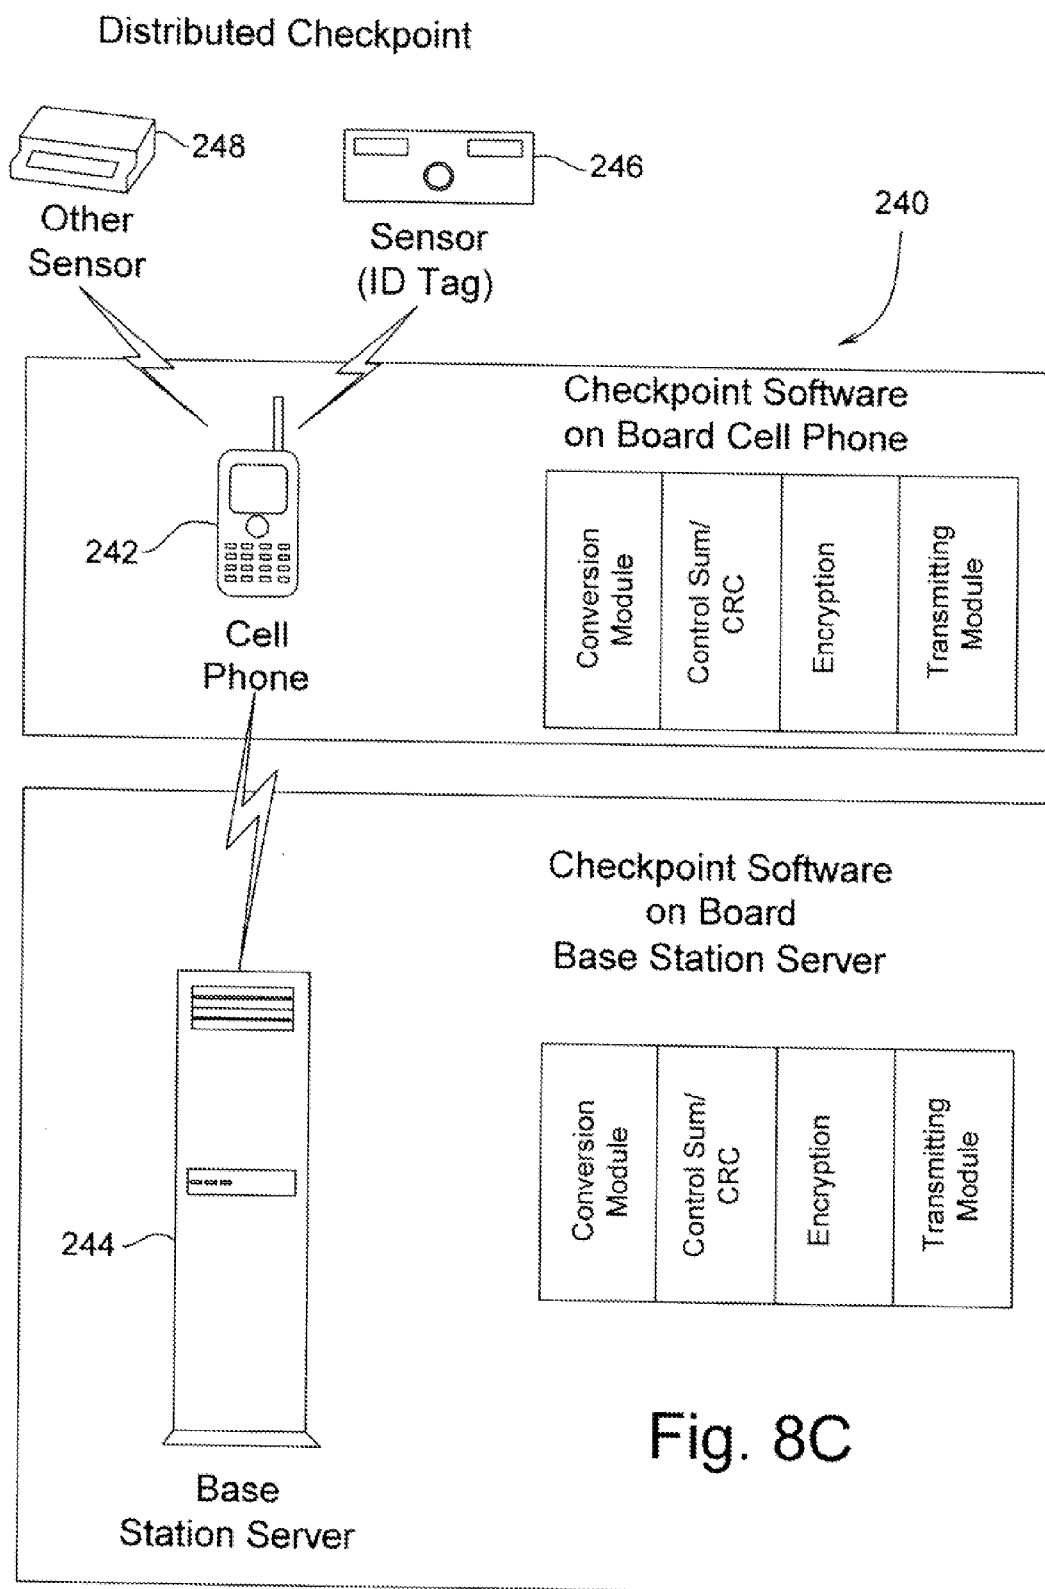 Distributed Checkpoint
248
246
Other
Sensor
Sensor
(ID Tag)
240
Checkpoint Software
on Board Cell Phone
242
Cell
Phone
Conversion
Module
Control Sum/
CRC
Encryption
Transmitting
Module
Checkpoint Software
on Board
Base Station Server
Conversion
Module
Control Sum/
CRC
Encryption
Transmitting
Module
244
Base
Station Server
Fig. 8C